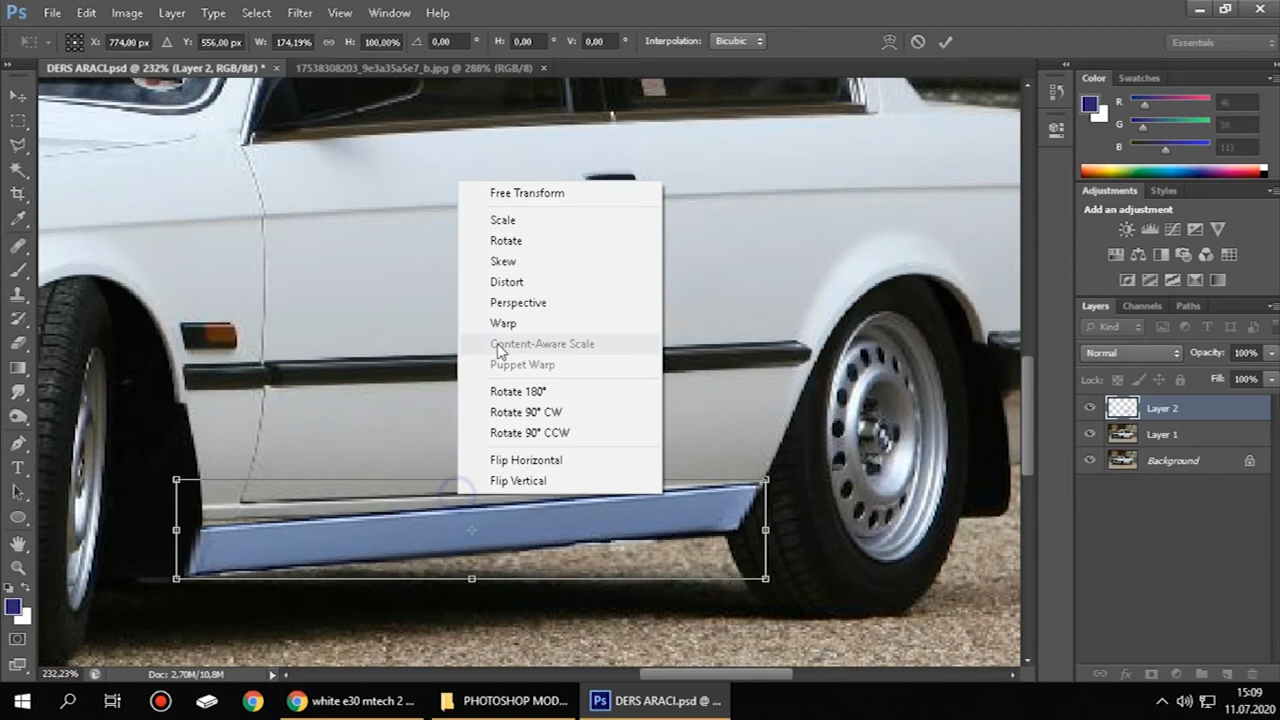 Ps File Edit Image Layer Type Select Filter View Window Help
X: 774,00 px Y: 556,00 px W: 174,19% H: 100,00% 0,00 ° H: 0,00 ° V: 0,00 ° Interpolation: Bicubic Essentials
DERS ARACI.psd @ 232% (Layer 2, RGB/8#) * × 17538308203_9e3a35a5e7_b.jpg @ 288% (RGB/8) ×
Color Swatches
R 46
G 30
B 113
Adjustments Styles
Add an adjustment
Free Transform
Scale
Rotate
Skew
Distort
Perspective
Warp
Content-Aware Scale
Puppet Warp
Rotate 180°
Rotate 90° CW
Rotate 90° CCW
Flip Horizontal
Flip Vertical
Layers Channels Paths
Kind
Normal Opacity: 100%
Lock: Fill: 100%
Layer 2
Layer 1
Background
232,23% Doc: 2,70M/10,8M
white e30 mtech 2 ... PHOTOSHOP MOD... Ps DERS ARACI.psd @ ...
15:09
11.07.2020